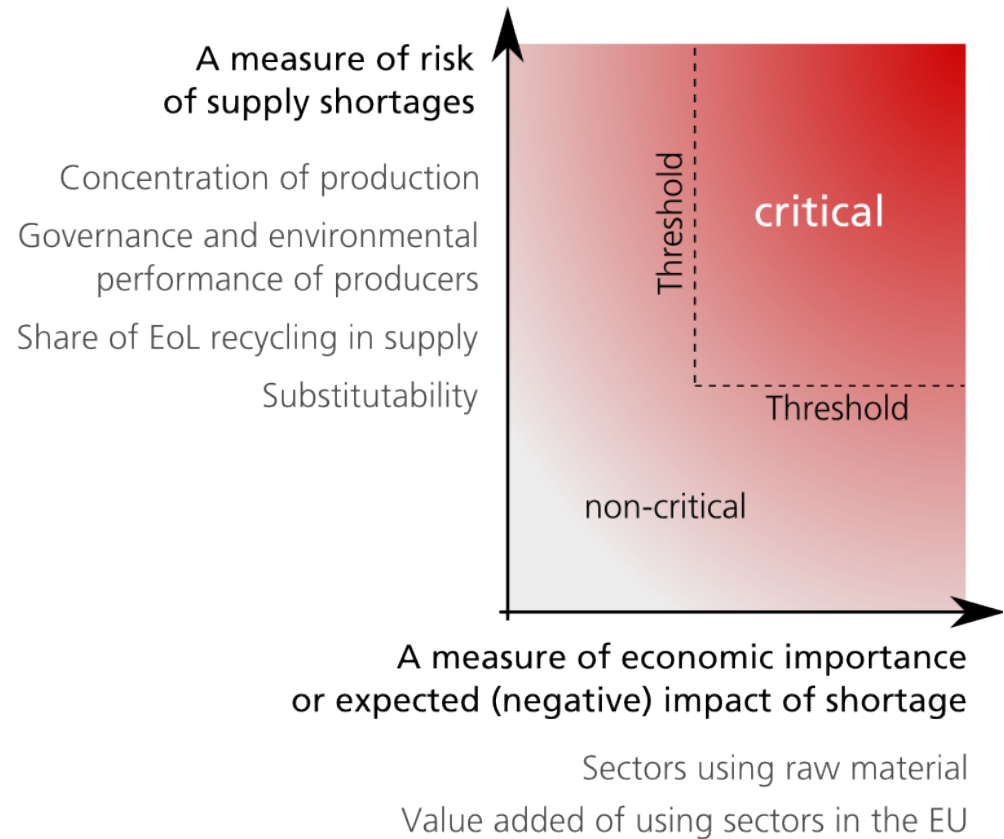 A measure of risk
of supply shortages
Concentration of production
Governance and environmental
performance of producers
Share of EoL recycling in supply
Substitutability
Threshold
critical
Threshold
non-critical
A measure of economic importance
or expected (negative) impact of shortage
Sectors using raw material
Value added of using sectors in the EU